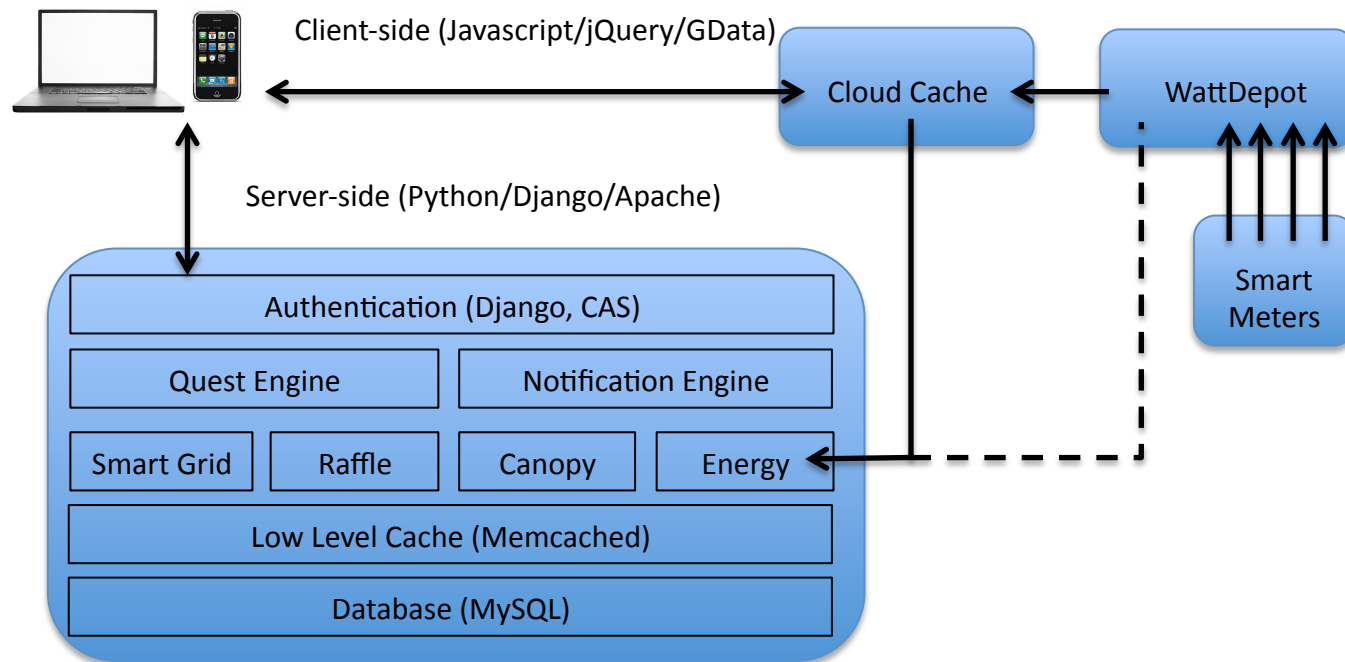 Client-side (Javascript/jQuery/GData)
Cloud Cache
WattDepot
Server-side (Python/Django/Apache)
Smart
Meters
Authentication (Django, CAS)
Quest Engine
Notification Engine
Smart Grid
Raffle
Canopy
Energy
Low Level Cache (Memcached)
Database (MySQL)